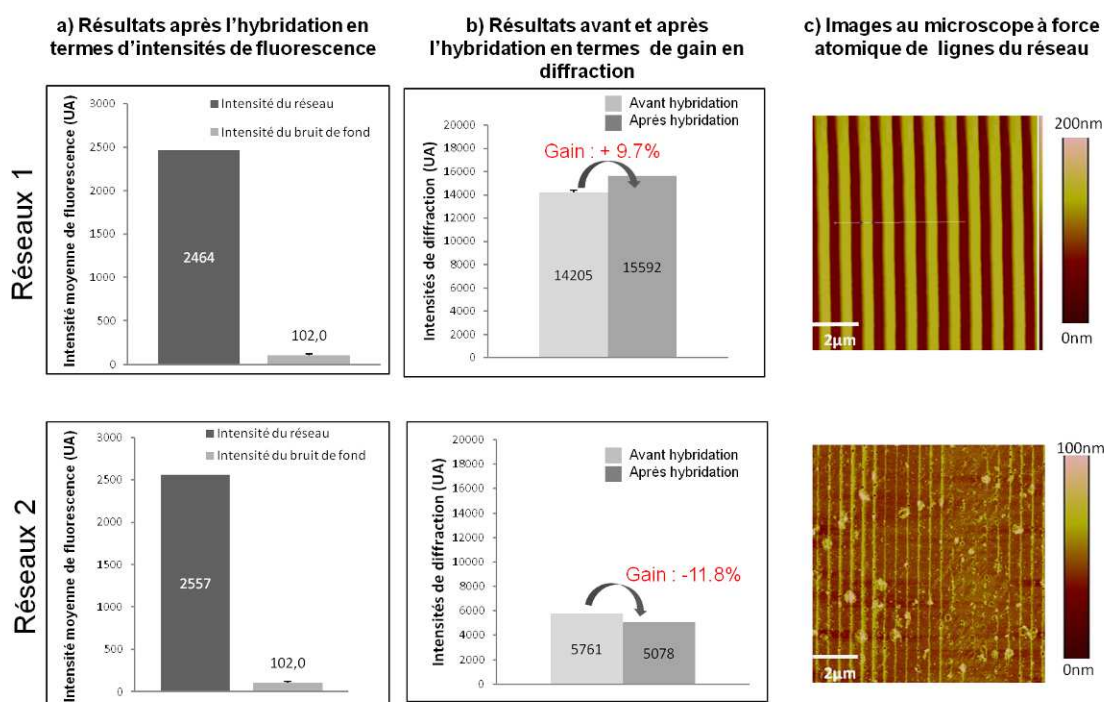 a) Résultats après l'hybridation en
termes d'intensités de fluorescence
b) Résultats avant et après
l'hybridation en termes de gain en
diffraction
c) Images au microscope à force
atomique de lignes du réseau
Réseaux 1
Intensité moyenne de fluorescence (UA)
3000
2500
2000
1500
1000
500
0
Intensité du réseau
Intensité du bruit de fond
2464
102,0
Intensités de diffraction (UA)
20000
18000
16000
14000
12000
10000
8000
6000
4000
2000
0
Avant hybridation
Après hybridation
Gain : + 9.7%
14205
15592
200nm
0nm
2µm
Réseaux 2
Intensité moyenne de fluorescence (UA)
3000
2500
2000
1500
1000
500
0
Intensité du réseau
Intensité du bruit de fond
2557
102,0
Intensités de diffraction (UA)
20000
18000
16000
14000
12000
10000
8000
6000
4000
2000
0
Avant hybridation
Après hybridation
Gain : -11.8%
5761
5078
100nm
0nm
2µm